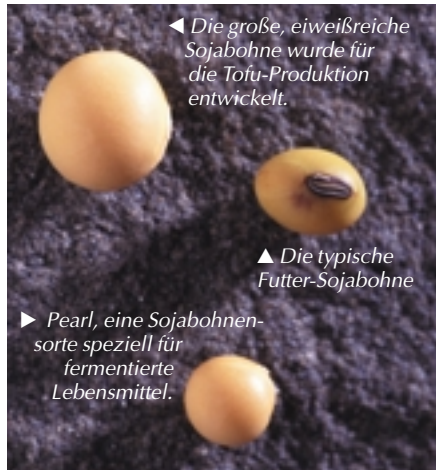 ◄ Die große, eiweißreiche
Sojabohne wurde für
die Tofu-Produktion
entwickelt.
▲ Die typische
Futter-Sojabohne
► Pearl, eine Sojabohnen-
sorte speziell für
fermentierte
Lebensmittel.